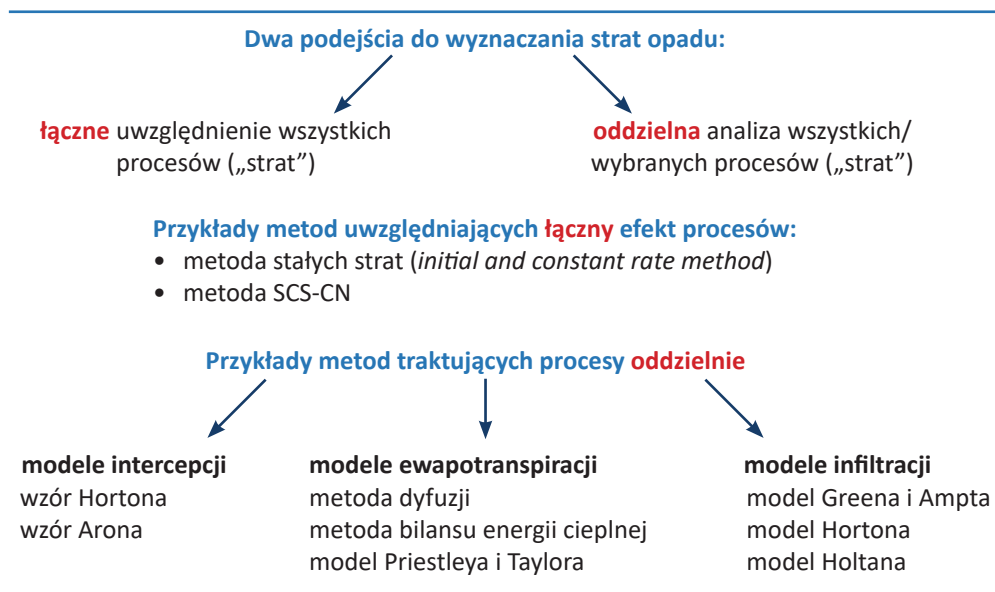 Dwa podejścia do wyznaczania strat opadu:
łączne uwzględnienie wszystkich
procesów („strat”)
oddzielna analiza wszystkich/
wybranych procesów („strat”)
Przykłady metod uwzględniających łączny efekt procesów:
• metoda stałych strat (initial and constant rate method)
• metoda SCS-CN
Przykłady metod traktujących procesy oddzielnie
modele intercepcji
wzór Hortona
wzór Arona
modele ewapotranspiracji
metoda dyfuzji
metoda bilansu energii cieplnej
model Priestleya i Taylora
modele infiltracji
model Greena i Ampta
model Hortona
model Holtana